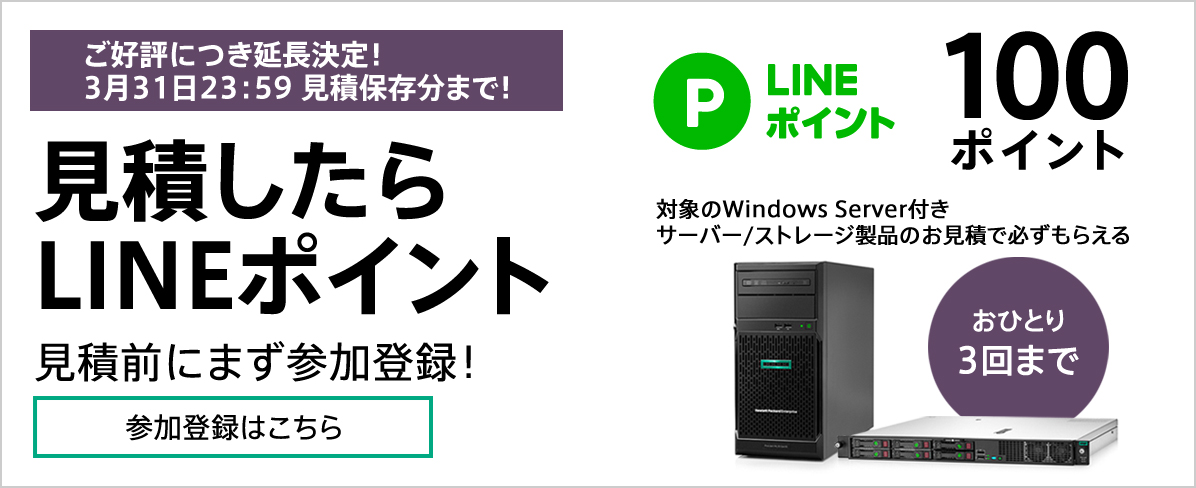 ご好評につき延長決定!
3月31日23:59 見積保存分まで!
見積したら
LINEポイント
見積前にまず参加登録!
参加登録はこちら
P
LINE
ポイント
100
ポイント
対象のWindows Server付き
サーバー/ストレージ製品のお見積で必ずもらえる
おひとり
3回まで
Hewlett Packard Enterprise